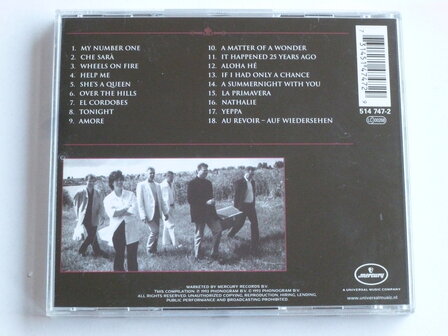 1. MY NUMBER ONE
2. CHE SARÀ
3. WHEELS ON FIRE
4. HELP ME
5. SHE'S A QUEEN
6. OVER THE HILLS
7. EL CORDOBES
8. TONIGHT
9. AMORE
10. A MATTER OF A WONDER
11. IT HAPPENED 25 YEARS AGO
12. ALOHA HÉ
13. IF I HAD ONLY A CHANCE
14. A SUMMERNIGHT WITH YOU
15. LA PRIMAVERA
16. NATHALIE
17. YEPPA
18. AU REVOIR – AUF WIEDERSEHEN
514 747-2
MARKETED BY MERCURY RECORDS B.V.
THIS COMPILATION: ℗ 1993 PHONOGRAM B.V. © 1993 PHONOGRAM B.V.
ALL RIGHTS RESERVED. UNAUTHORIZED COPYING, REPRODUCTION, HIRING, LENDING,
PUBLIC PERFORMANCE AND BROADCASTING PROHIBITED.
mercury
A UNIVERSAL MUSIC COMPANY
www.universalmusic.nl